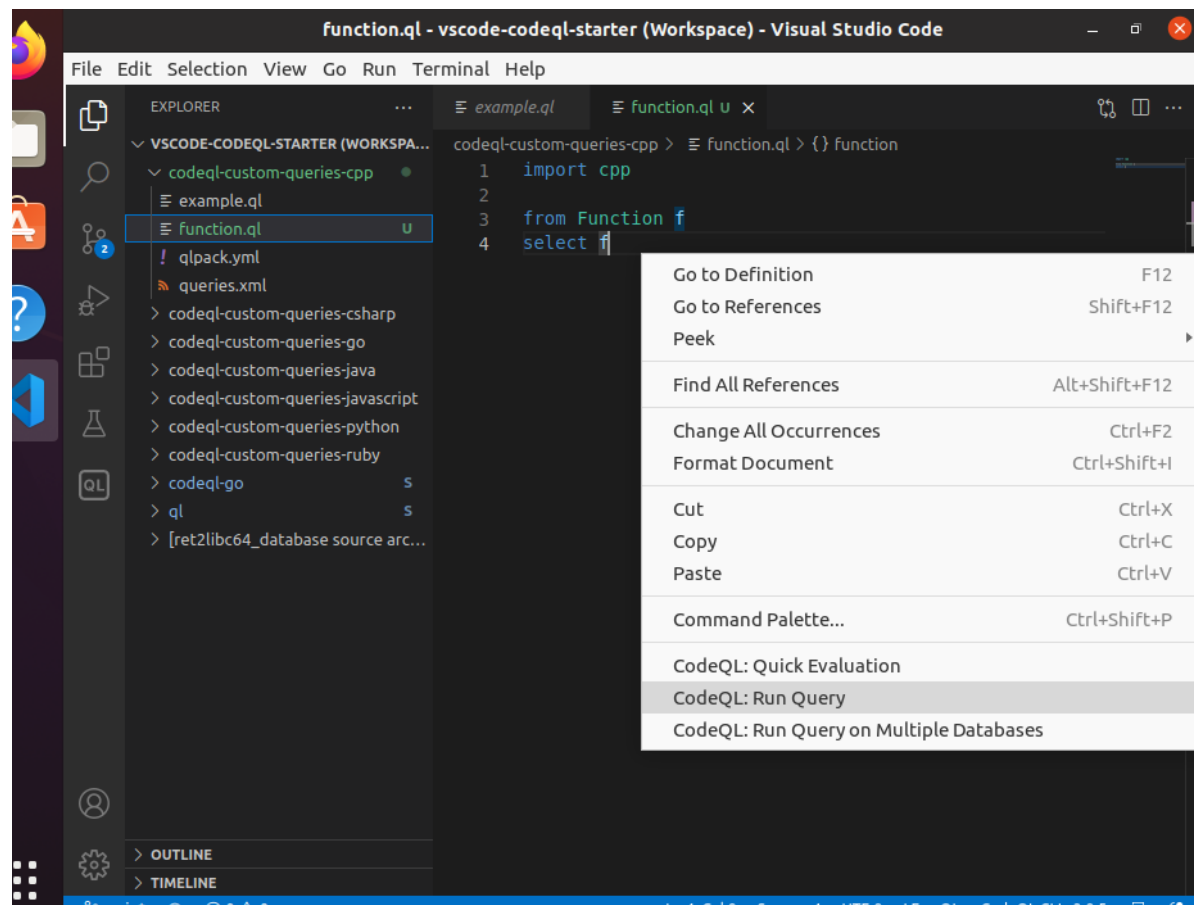 function.ql - vscode-codeql-starter (Workspace) - Visual Studio Code
File Edit Selection View Go Run Terminal Help
EXPLORER
VSCODE-CODEQL-STARTER (WORKSPA...
codeql-custom-queries-cpp
example.ql
function.ql U
! qlpack.yml
queries.xml
codeql-custom-queries-csharp
codeql-custom-queries-go
codeql-custom-queries-java
codeql-custom-queries-javascript
codeql-custom-queries-python
codeql-custom-queries-ruby
codeql-go S
ql S
[ret2libc64_database source arc...
OUTLINE
TIMELINE
2
QL
example.ql function.ql U
codeql-custom-queries-cpp > function.ql > {} function
1 import cpp
2
3 from Function f
4 select f
Go to Definition F12
Go to References Shift+F12
Peek
Find All References Alt+Shift+F12
Change All Occurrences Ctrl+F2
Format Document Ctrl+Shift+I
Cut Ctrl+X
Copy Ctrl+C
Paste Ctrl+V
Command Palette... Ctrl+Shift+P
CodeQL: Quick Evaluation
CodeQL: Run Query
CodeQL: Run Query on Multiple Databases